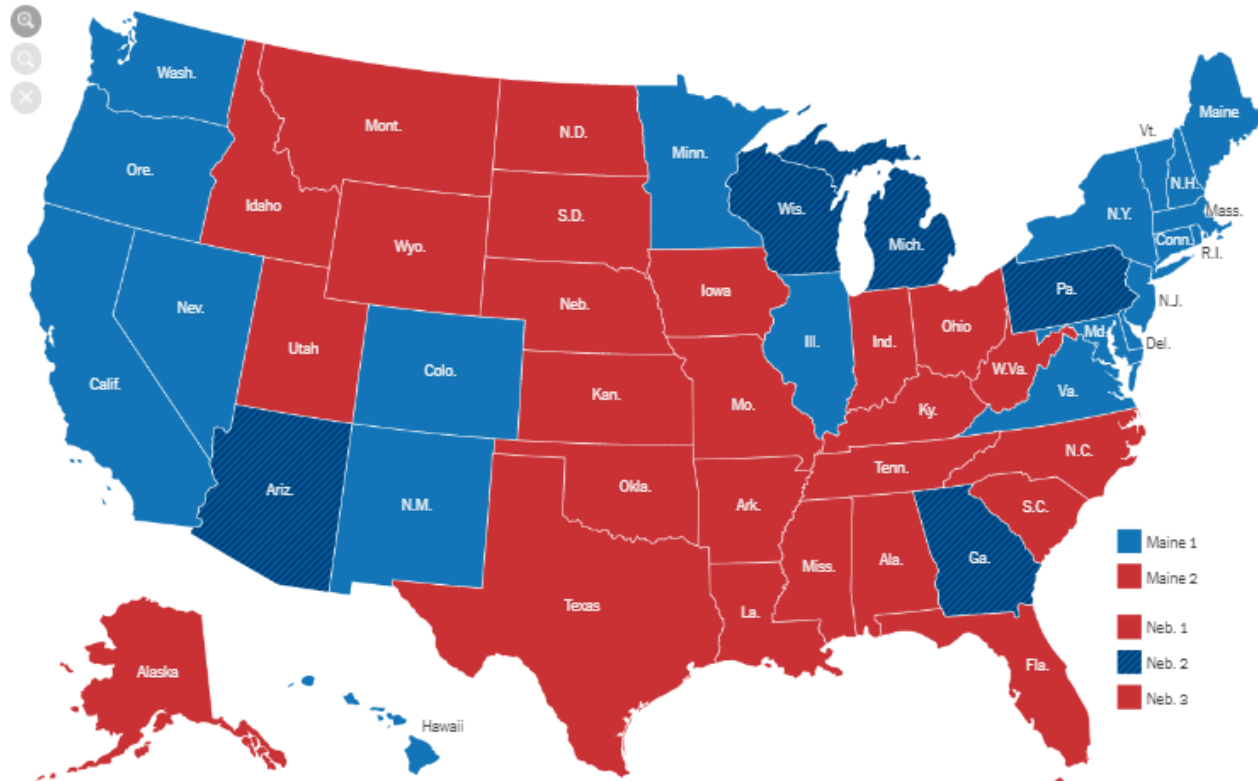 Wash.
Mont.
N.D.
Minn.
Vt.
Maine
Ore.
Idaho
S.D.
Wis.
Mich.
N.Y.
N.H.
Mass.
Conn.
R.I.
Wyo.
Neb.
Iowa
Pa.
N.J.
Nev.
Utah
Colo.
Ill.
Ind.
Ohio
Md.
Del.
Calif.
Kan.
Mo.
Ky.
W.Va.
Va.
Ariz.
N.M.
Okla.
Ark.
Tenn.
N.C.
S.C.
Texas
La.
Miss.
Ala.
Ga.
Fla.
Alaska
Hawaii
Maine 1
Maine 2
Neb. 1
Neb. 2
Neb. 3